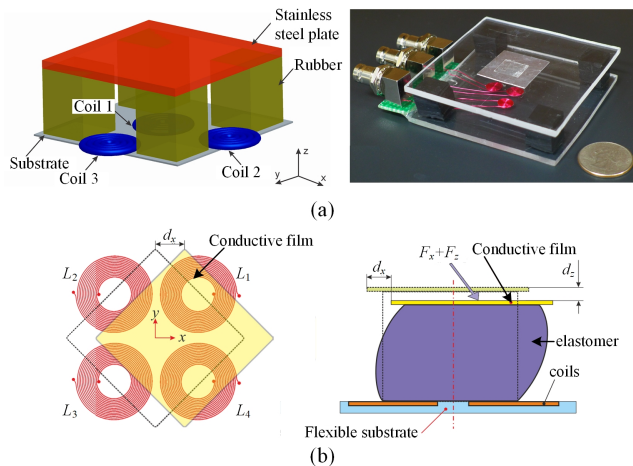 Stainless
steel plate
Rubber
Coil 1
Substrate
Coil 3
Coil 2
z
y
x
(a)
dx
Conductive film
L2
L1
y
x
L3
L4
Fx+Fz
Conductive film
dx
dz
elastomer
coils
Flexible substrate
(b)